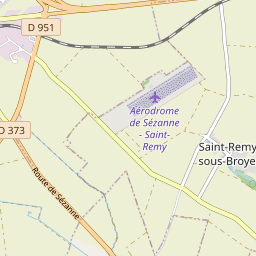 D 951
Aérodrome
de Sézanne
- Saint-
Remy
D 373
Saint-Remy
sous-Broye
Route de Sézanne